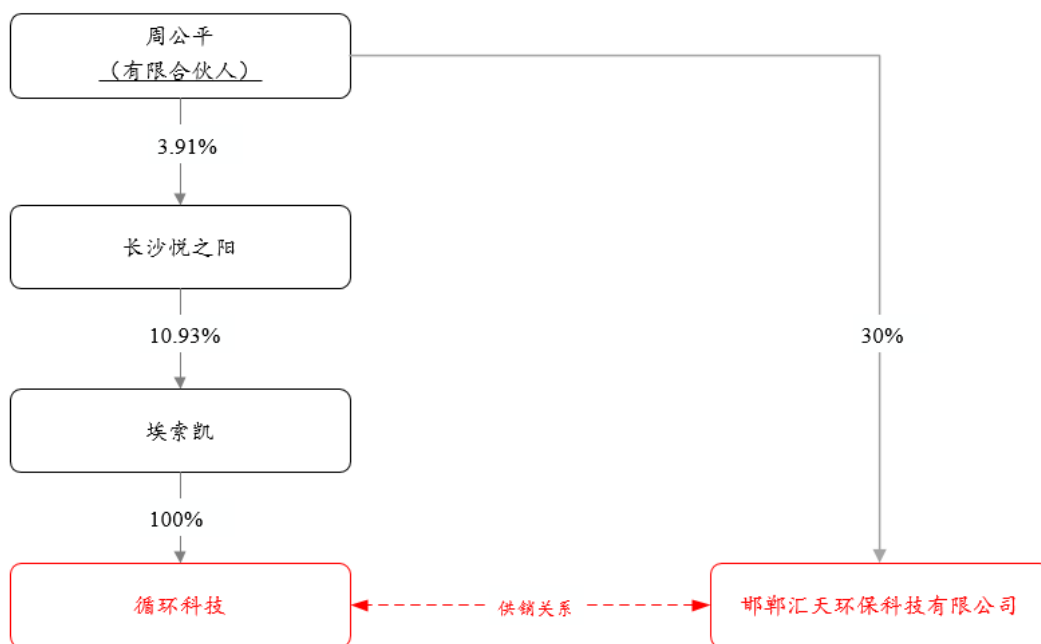 周公平
（有限合伙人）
3.91%
长沙悦之阳
10.93%
30%
埃索凯
100%
循环科技
供销关系
邯郸汇天环保科技有限公司